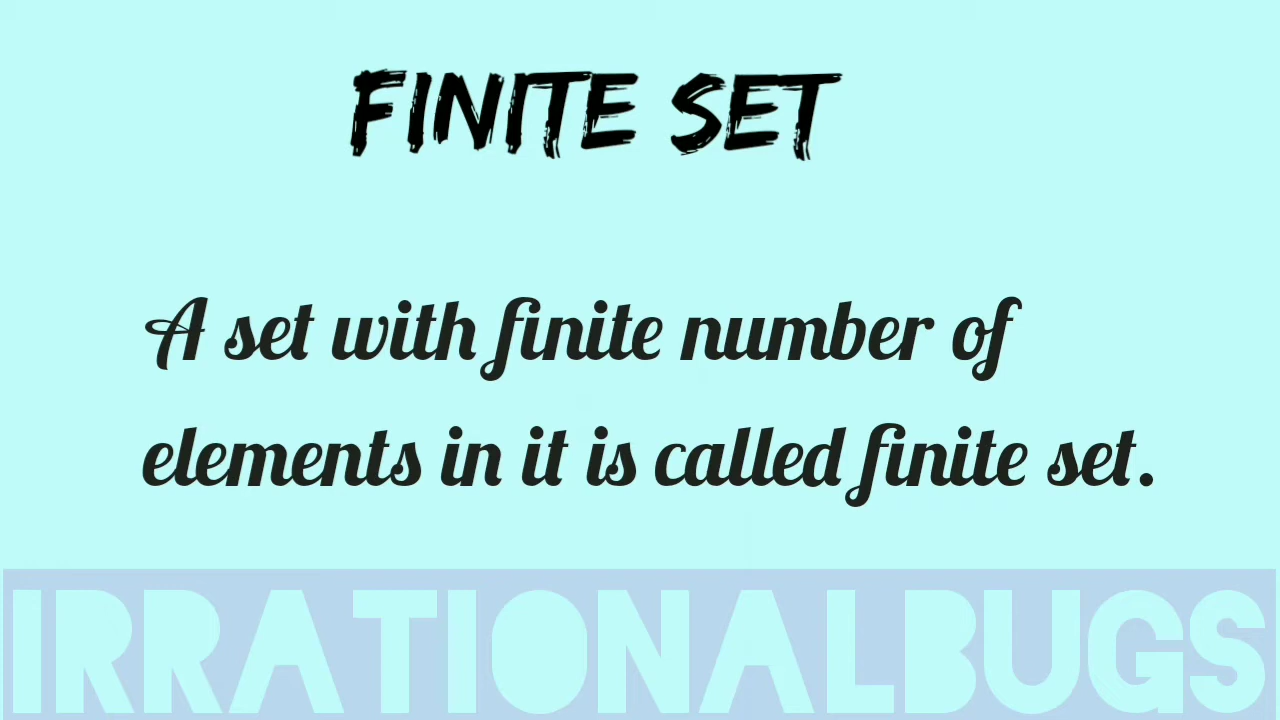 FINITE SET
A set with finite number of
elements in it is called finite set.
IRRATIONALBUGS